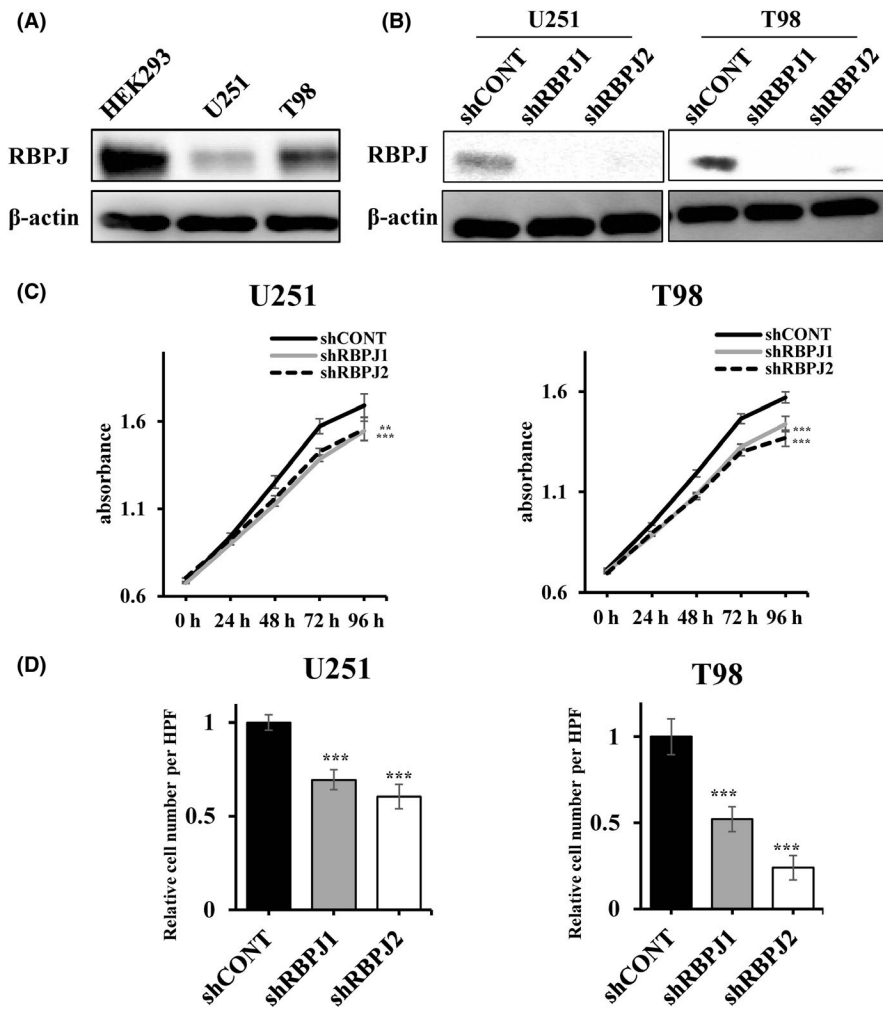 (A)
HEK293
U251
T98
RBPJ
β-actin
(B)
U251
T98
shCONT
shRBPJ1
shRBPJ2
shCONT
shRBPJ1
shRBPJ2
RBPJ
β-actin
(C)
U251
shCONT
shRBPJ1
shRBPJ2
absorbance
1.6
1.1
0.6
**
***
0 h 24 h 48 h 72 h 96 h
T98
shCONT
shRBPJ1
shRBPJ2
absorbance
1.6
1.1
0.6
***
***
0 h 24 h 48 h 72 h 96 h
(D)
U251
Relative cell number per HPF
1
0.5
0
***
***
shCONT
shRBPJ1
shRBPJ2
T98
Relative cell number per HPF
1
0.5
0
***
***
shCONT
shRBPJ1
shRBPJ2